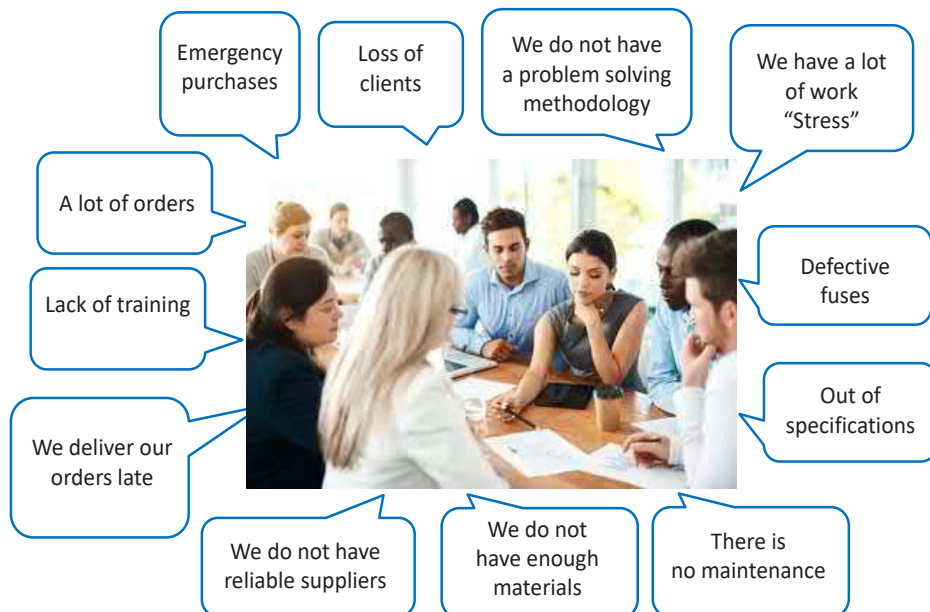 Emergency
purchases
Loss of
clients
We do not have
a problem solving
methodology
We have a lot
of work
“Stress”
A lot of orders
Defective
fuses
Lack of training
Out of
specifications
We deliver our
orders late
We do not have
reliable suppliers
We do not
have enough
materials
There is
no maintenance